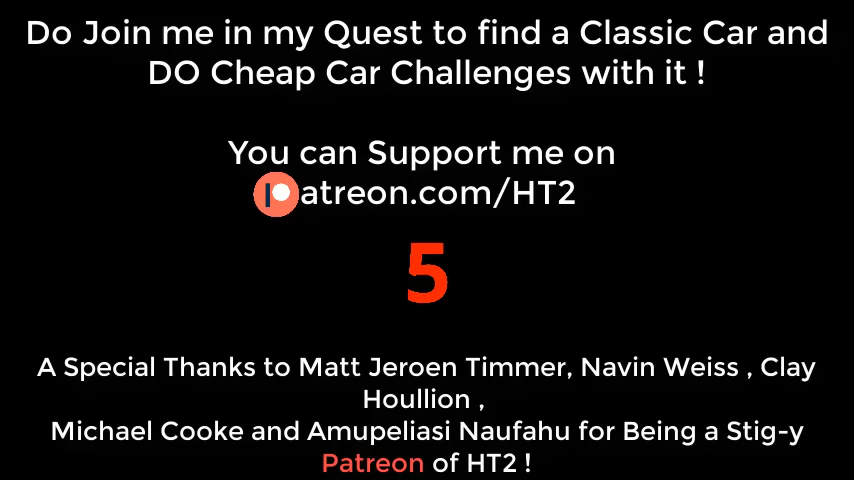 Do Join me in my Quest to find a Classic Car and
DO Cheap Car Challenges with it !
You can Support me on
Patreon.com/HT2
5
A Special Thanks to Matt Jeroen Timmer, Navin Weiss , Clay
Houllion ,
Michael Cooke and Amupeliasi Naufahu for Being a Stig-y
Patreon of HT2 !